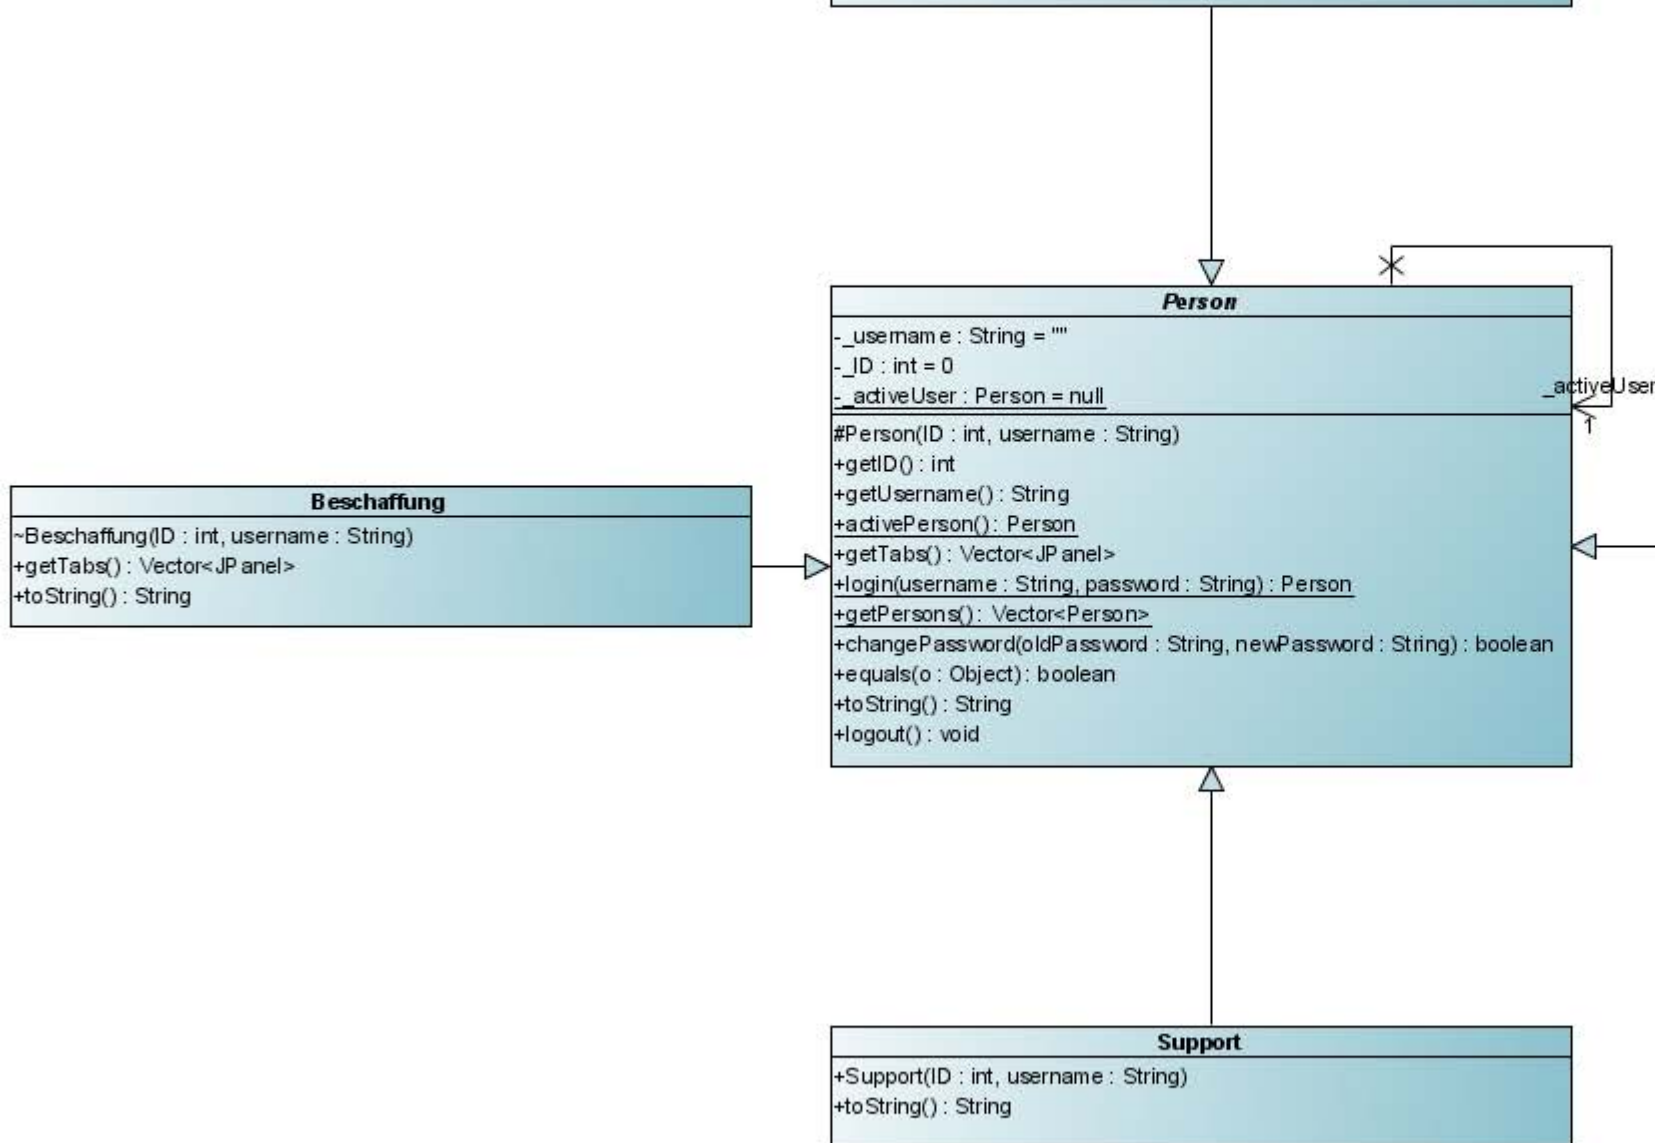 Person
-_username : String = ""
-_ID : int = 0
-_activeUser : Person = null
_activeUser
1
#Person(ID : int, username : String)
+getID() : int
+getUsername() : String
+activePerson() : Person
+getTabs() : Vector<JPanel>
+login(username : String, password : String) : Person
+getPersons() : Vector<Person>
+changePassword(oldPassword : String, newPassword : String) : boolean
+equals(o : Object) : boolean
+toString() : String
+logout() : void
Beschaffung
~Beschaffung(ID : int, username : String)
+getTabs() : Vector<JPanel>
+toString() : String
Support
+Support(ID : int, username : String)
+toString() : String